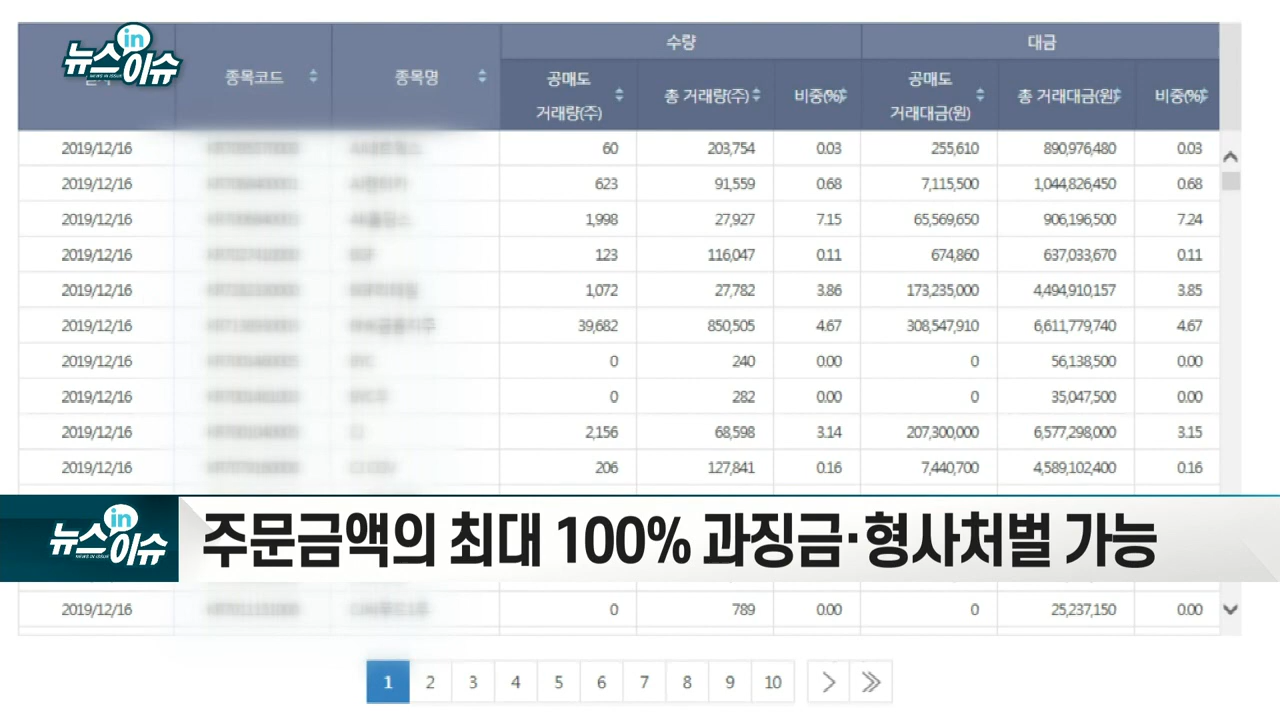 뉴스in이슈
NEWS IN ISSUE
종목코드 종목명 수량 대금
공매도 거래량(주) 총 거래량(주) 비중(%) 공매도 거래대금(원) 총 거래대금(원) 비중(%)
2019/12/16 60 203,754 0.03 255,610 890,976,480 0.03
2019/12/16 623 91,559 0.68 7,115,500 1,044,826,450 0.68
2019/12/16 1,998 27,927 7.15 65,569,650 906,196,500 7.24
2019/12/16 123 116,047 0.11 674,860 637,033,670 0.11
2019/12/16 1,072 27,782 3.86 173,235,000 4,494,910,157 3.85
2019/12/16 39,682 850,505 4.67 308,547,910 6,611,779,740 4.67
2019/12/16 0 240 0.00 0 56,138,500 0.00
2019/12/16 0 282 0.00 0 35,047,500 0.00
2019/12/16 2,156 68,598 3.14 207,300,000 6,577,298,000 3.15
2019/12/16 206 127,841 0.16 7,440,700 4,589,102,400 0.16
뉴스in이슈
NEWS IN ISSUE
주문금액의 최대 100% 과징금·형사처벌 가능
2019/12/16 0 789 0.00 0 25,237,150 0.00
1 2 3 4 5 6 7 8 9 10